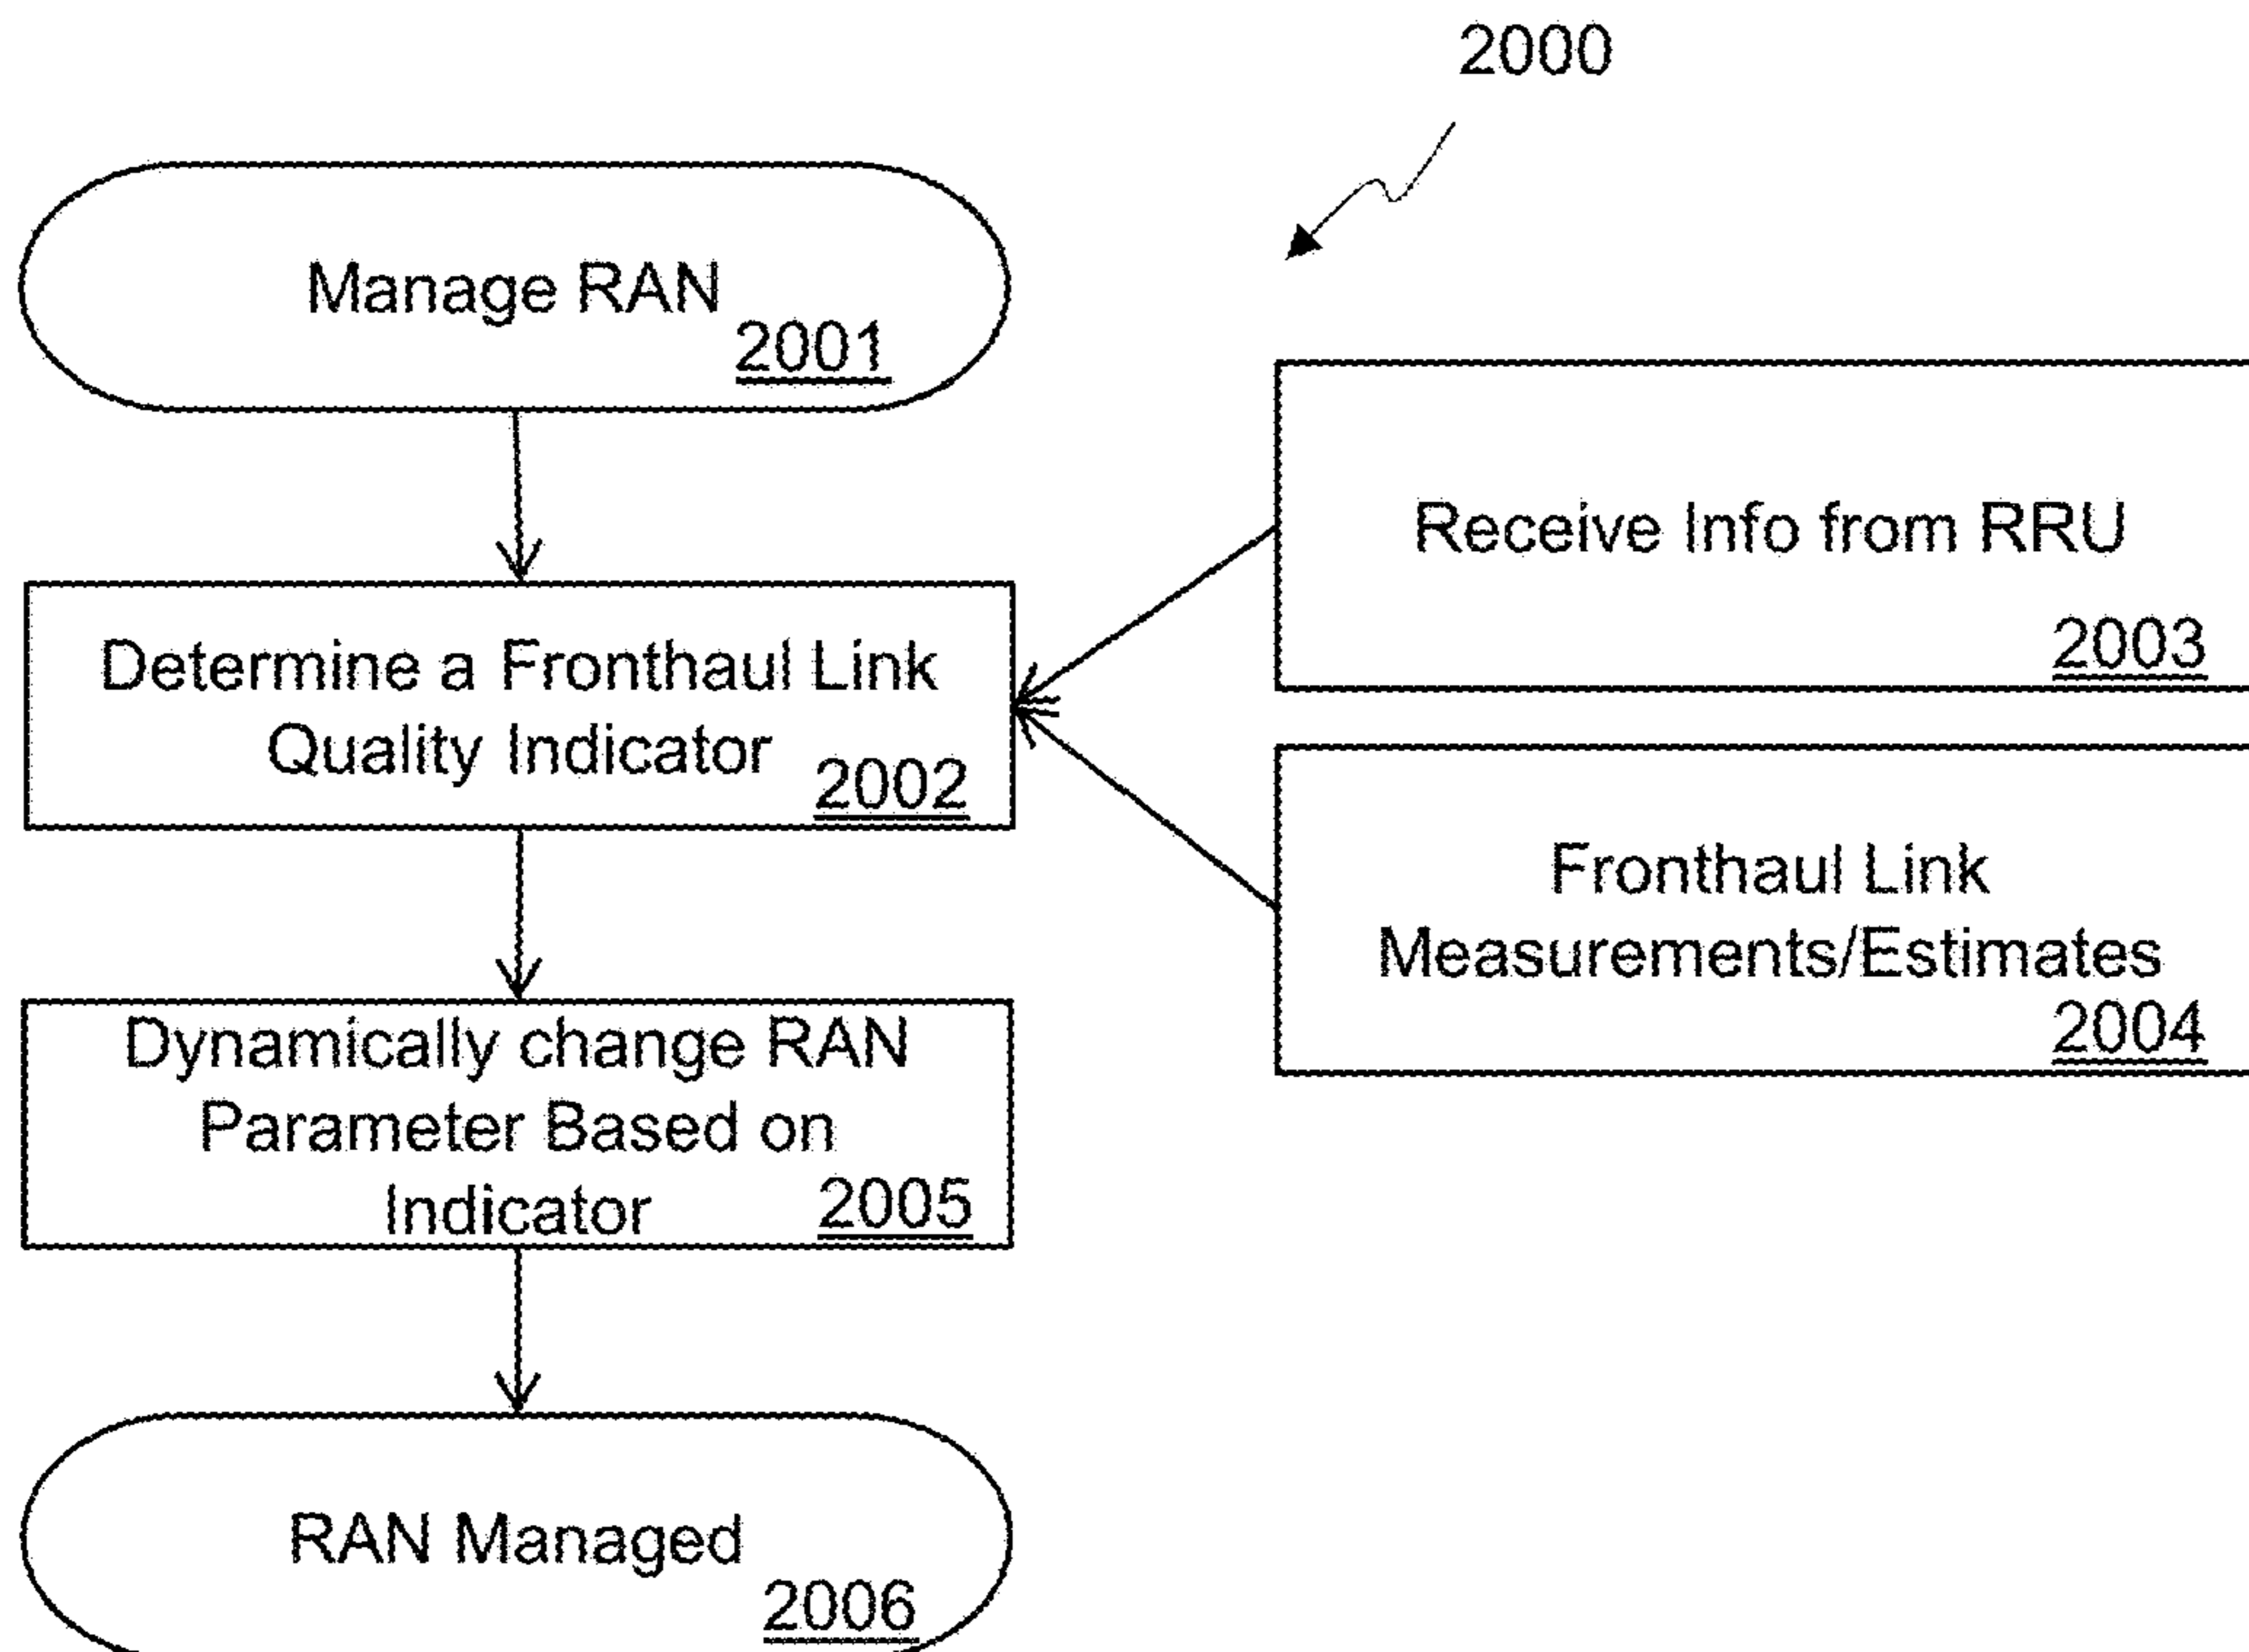 2000
Manage RAN
2001
Determine a Fronthaul Link
Quality Indicator
2002
Receive Info from RRU
2003
Fronthaul Link
Measurements/Estimates
2004
Dynamically change RAN
Parameter Based on
Indicator
2005
RAN Managed
2006